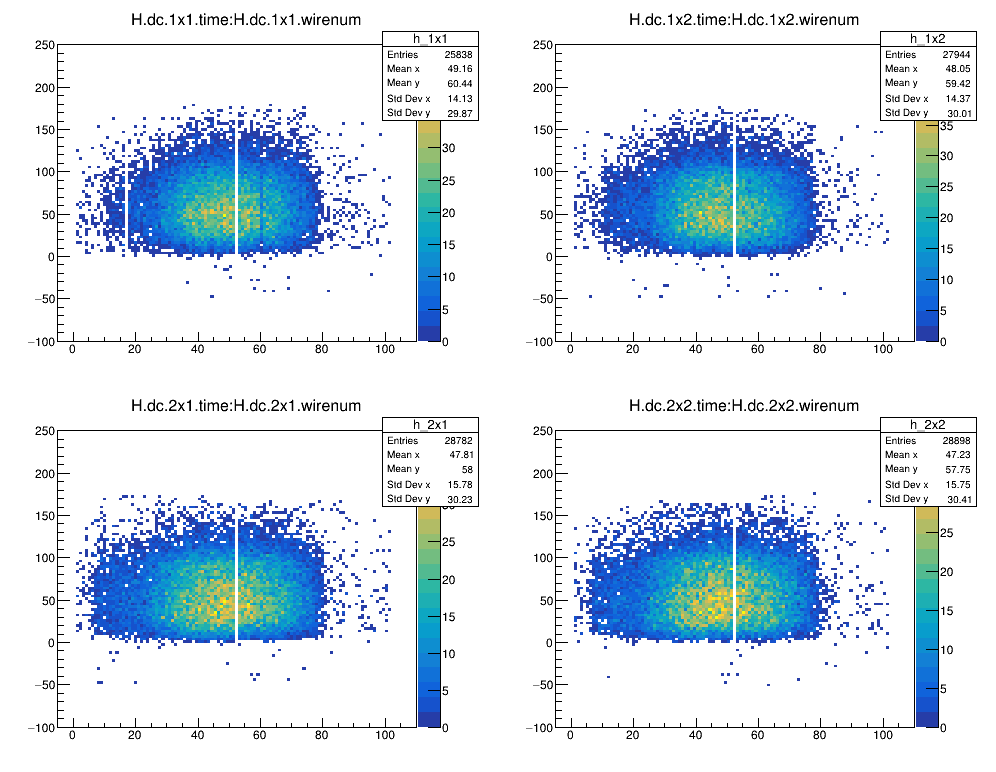 H.dc.1x1.time:H.dc.1x1.wirenum
h_1x1
Entries 25838
Mean x 49.16
Mean y 60.44
Std Dev x 14.13
Std Dev y 29.87
250
200
150
100
50
0
−50
−100
0 20 40 60 80 100
30
25
20
15
10
5
0
H.dc.1x2.time:H.dc.1x2.wirenum
h_1x2
Entries 27944
Mean x 48.05
Mean y 59.42
Std Dev x 14.37
Std Dev y 30.01
250
200
150
100
50
0
−50
−100
0 20 40 60 80 100
35
30
25
20
15
10
5
0
H.dc.2x1.time:H.dc.2x1.wirenum
h_2x1
Entries 28782
Mean x 47.81
Mean y 58
Std Dev x 15.78
Std Dev y 30.23
250
200
150
100
50
0
−50
−100
0 20 40 60 80 100
25
20
15
10
5
0
H.dc.2x2.time:H.dc.2x2.wirenum
h_2x2
Entries 28898
Mean x 47.23
Mean y 57.75
Std Dev x 15.75
Std Dev y 30.41
250
200
150
100
50
0
−50
−100
0 20 40 60 80 100
25
20
15
10
5
0